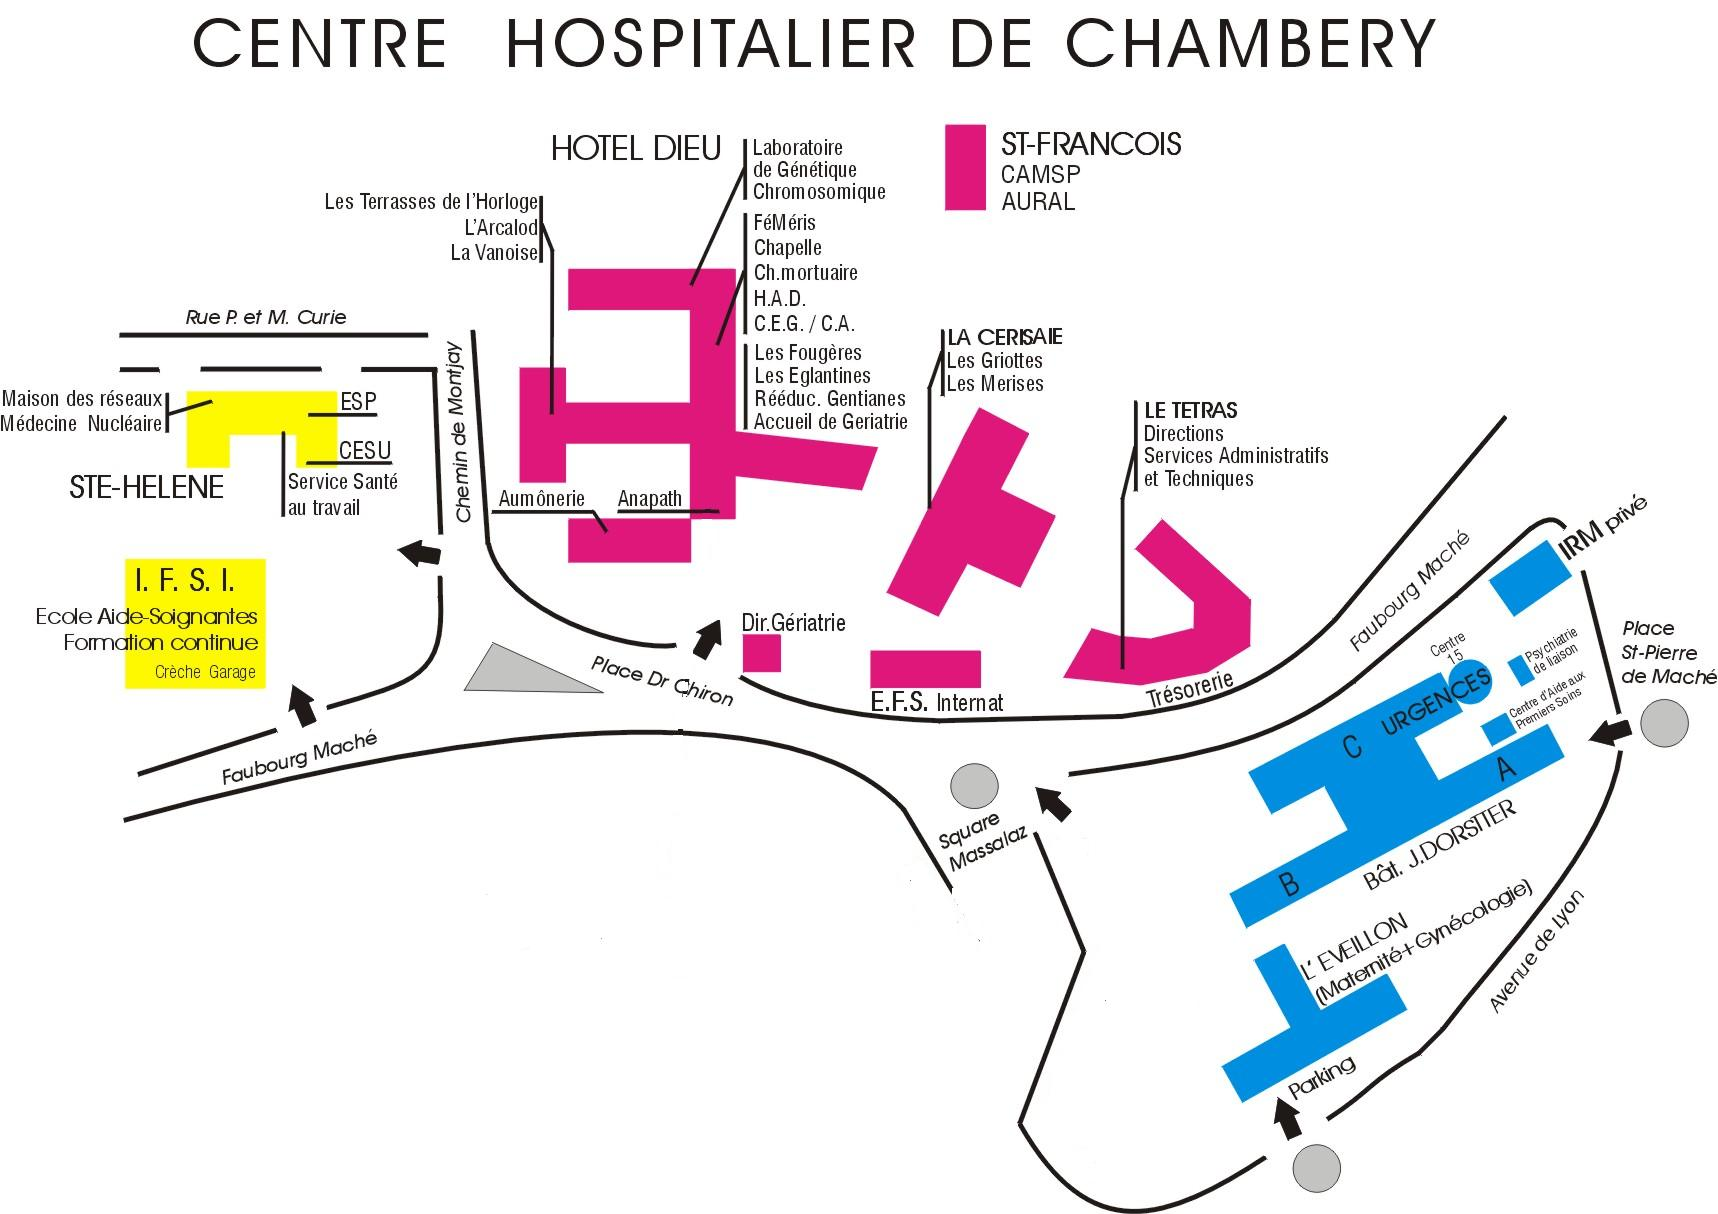 CENTRE HOSPITALIER DE CHAMBERY
HOTEL DIEU
Laboratoire
de Génétique
Chromosomique
ST-FRANCOIS
CAMSP
AURAL
Les Terrasses de l'Horloge
L'Arcalod
La Vanoise
FéMéris
Chapelle
Ch.mortuaire
H.A.D.
C.E.G. / C.A.
Les Fougères
Les Eglantines
Rééduc. Gentianes
Accueil de Geriatrie
Rue P. et M. Curie
Chemin de Montjay
LA CERISAIE
Les Griottes
Les Merises
Maison des réseaux
Médecine Nucléaire
ESP
CESU
STE-HELENE
Service Santé
au travail
Aumônerie
Anapath
LE TETRAS
Directions
Services Administratifs
et Techniques
I. F. S. I.
Ecole Aide-Soignantes
Formation continue
Crèche Garage
Dir.Gériatrie
Place Dr Chiron
E.F.S. Internat
Trésorerie
Faubourg Maché
Faubourg Maché
IRM privé
Place
St-Pierre
de Maché
Centre
15
Psychiatrie
de liaison
URGENCES
Centre d'Aide aux
Premiers Soins
C
A
B
Bât. J.DORSTTER
Square
Massalaz
L' EVEILLON
(Maternité+Gynécologie)
Avenue de Lyon
Parking